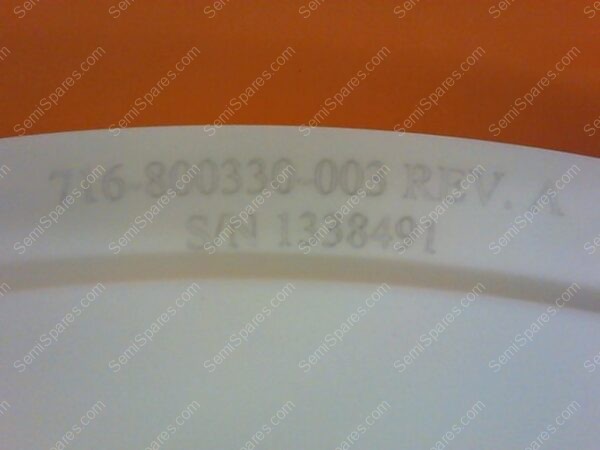 716-800330-003 REV. A
S/N 1338491
SemiSpares.com